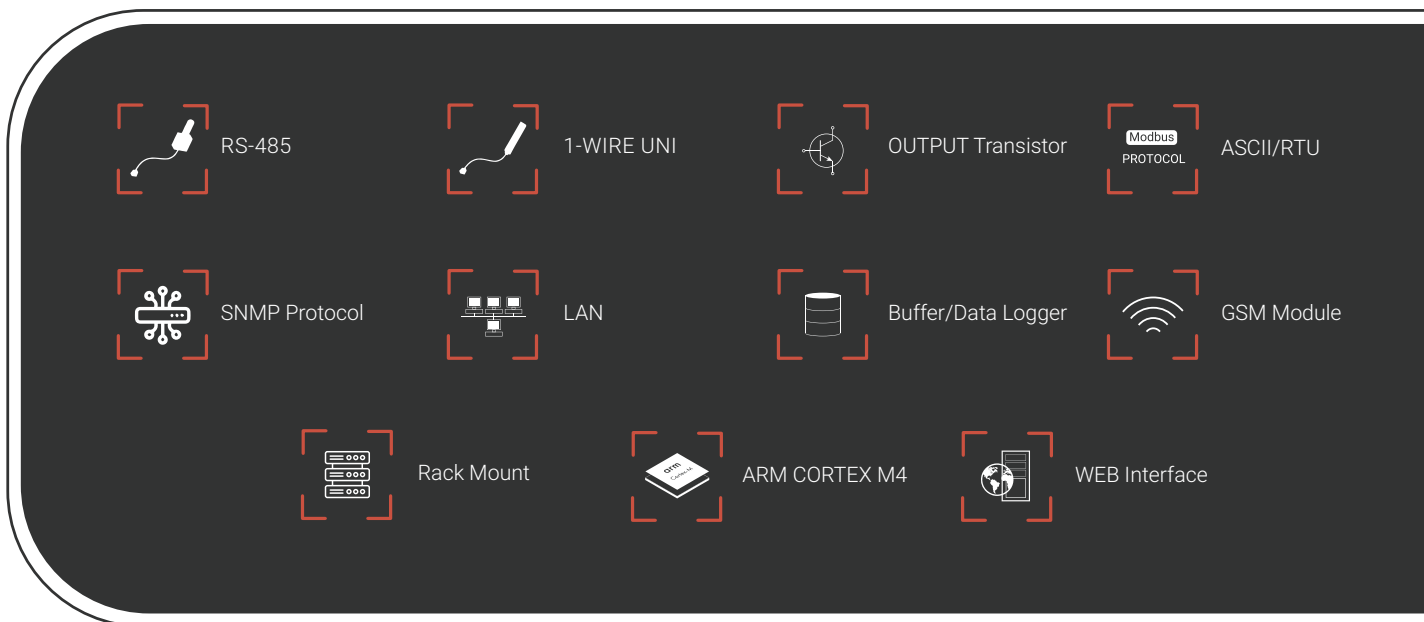 RS-485
1-WIRE UNI
OUTPUT Transistor
Modbus
PROTOCOL
ASCII/RTU
SNMP Protocol
LAN
Buffer/Data Logger
GSM Module
Rack Mount
arm
Cortex-M
ARM CORTEX M4
WEB Interface